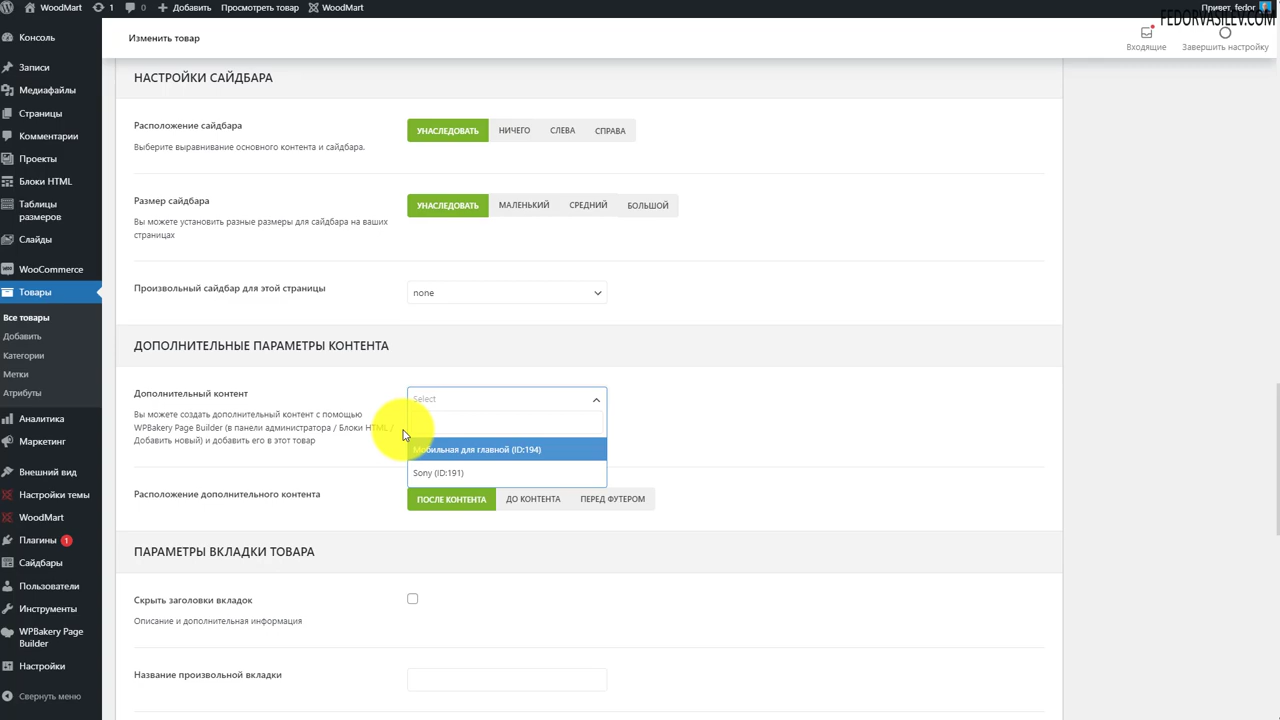 WoodMart
1
0
Добавить
Просмотреть товар
WoodMart
Привет, fedor
FEDORVASILEV.COM
Консоль
Записи
Медиафайлы
Страницы
Комментарии
Проекты
Блоки HTML
Таблицы
размеров
Слайды
WooCommerce
Товары
Все товары
Добавить
Категории
Метки
Атрибуты
Аналитика
Маркетинг
Внешний вид
Настройки темы
WoodMart
Плагины 1
Сайдбары
Пользователи
Инструменты
WPBakery Page
Builder
Настройки
Свернуть меню
Изменить товар
Входящие
Завершить настройку
НАСТРОЙКИ САЙДБАРА
Расположение сайдбара
Выберите выравнивание основного контента и сайдбара.
УНАСЛЕДОВАТЬ НИЧЕГО СЛЕВА СПРАВА
Размер сайдбара
Вы можете установить разные размеры для сайдбара на ваших
страницах
УНАСЛЕДОВАТЬ МАЛЕНЬКИЙ СРЕДНИЙ БОЛЬШОЙ
Произвольный сайдбар для этой страницы
none
ДОПОЛНИТЕЛЬНЫЕ ПАРАМЕТРЫ КОНТЕНТА
Дополнительный контент
Вы можете создать дополнительный контент с помощью
WPBakery Page Builder (в панели администратора / Блоки HTML /
Добавить новый) и добавить его в этот товар
Select
Мобильная для главной (ID:194)
Sony (ID:191)
Расположение дополнительного контента
ПОСЛЕ КОНТЕНТА ДО КОНТЕНТА ПЕРЕД ФУТЕРОМ
ПАРАМЕТРЫ ВКЛАДКИ ТОВАРА
Скрыть заголовки вкладок
Описание и дополнительная информация
Название произвольной вкладки